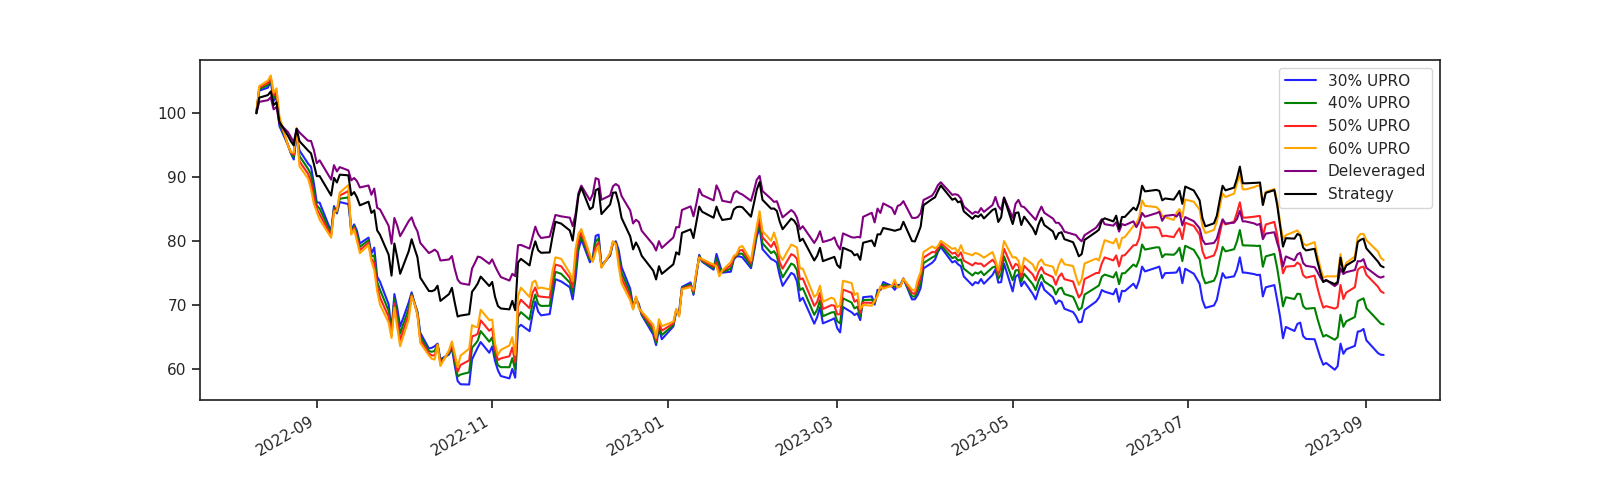 100
90
80
70
60
2022-09
2022-11
2023-01
2023-03
2023-05
2023-07
2023-09
30% UPRO
40% UPRO
50% UPRO
60% UPRO
Deleveraged
Strategy